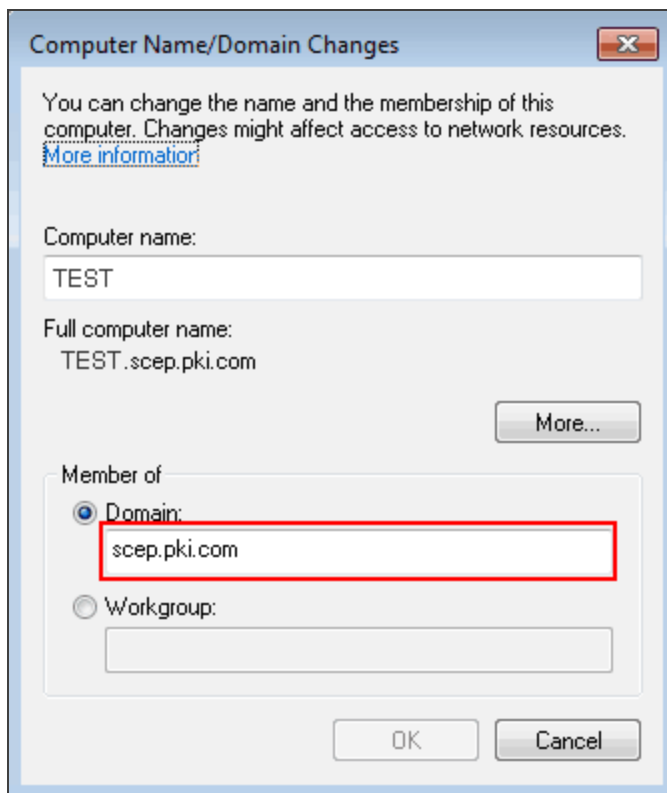 Computer Name/Domain Changes
You can change the name and the membership of this
computer. Changes might affect access to network resources.
More information
Computer name:
TEST
Full computer name:
TEST.scep.pki.com
More...
Member of
Domain:
scep.pki.com
Workgroup:
OK
Cancel